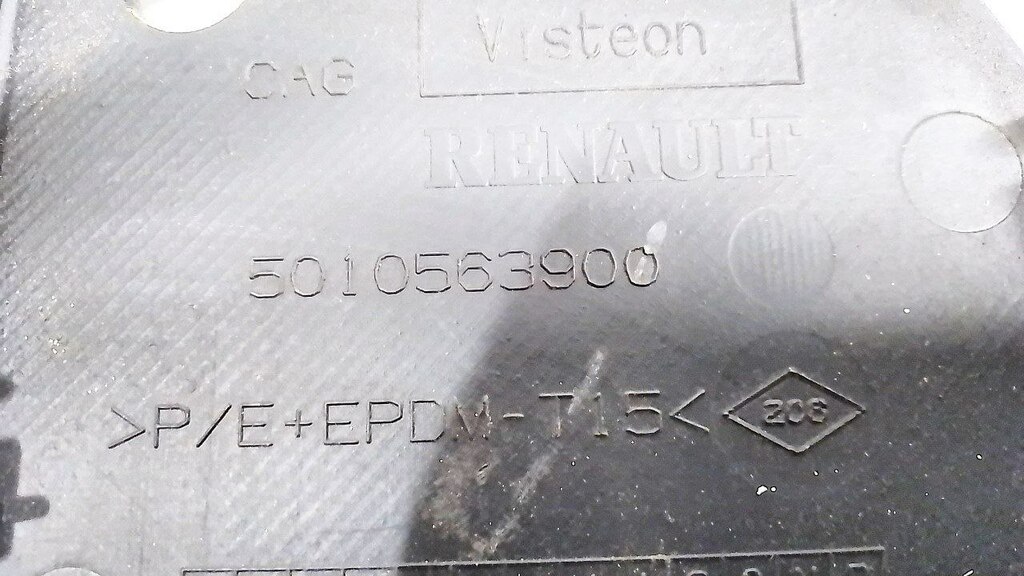 Visteon
CAG
RENAULT
5010563900
>P/E+EPDM-T15< 206